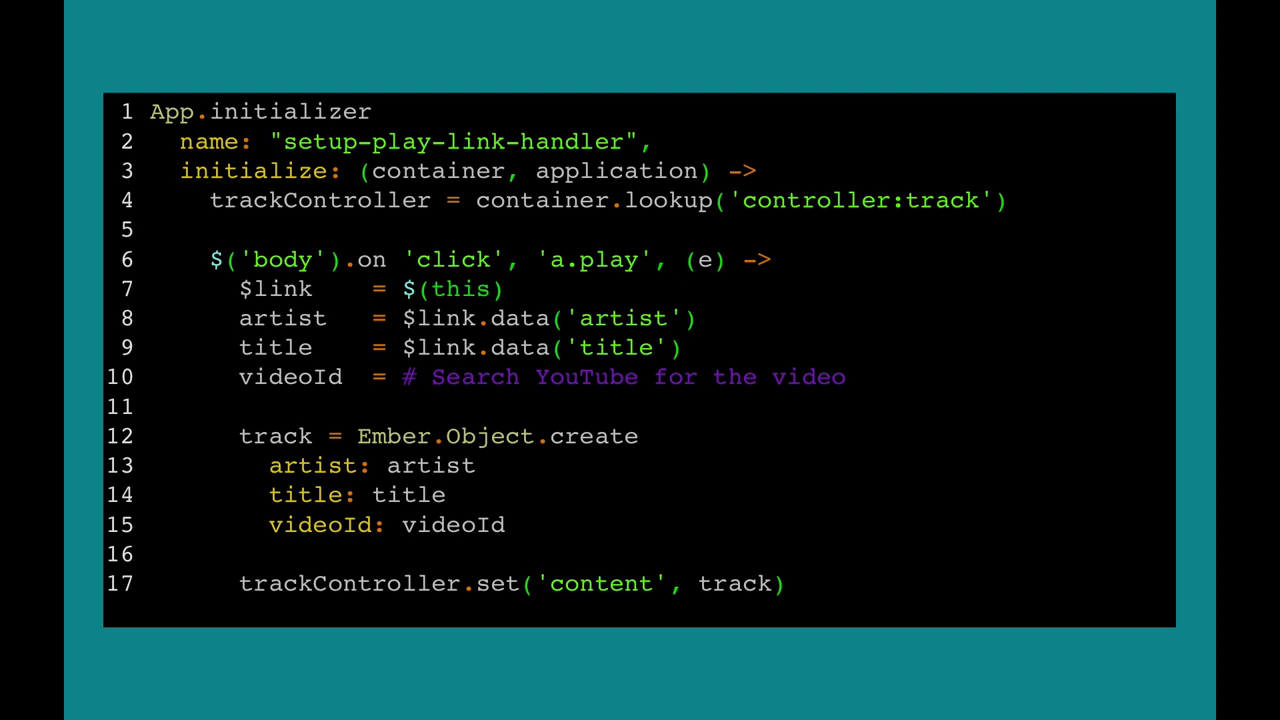 1 App.initializer
2   name: "setup-play-link-handler",
3   initialize: (container, application) ->
4     trackController = container.lookup('controller:track')
5
6     $('body').on 'click', 'a.play', (e) ->
7       $link    = $(this)
8       artist   = $link.data('artist')
9       title    = $link.data('title')
10       videoId  = # Search YouTube for the video
11
12       track = Ember.Object.create
13         artist: artist
14         title: title
15         videoId: videoId
16
17       trackController.set('content', track)